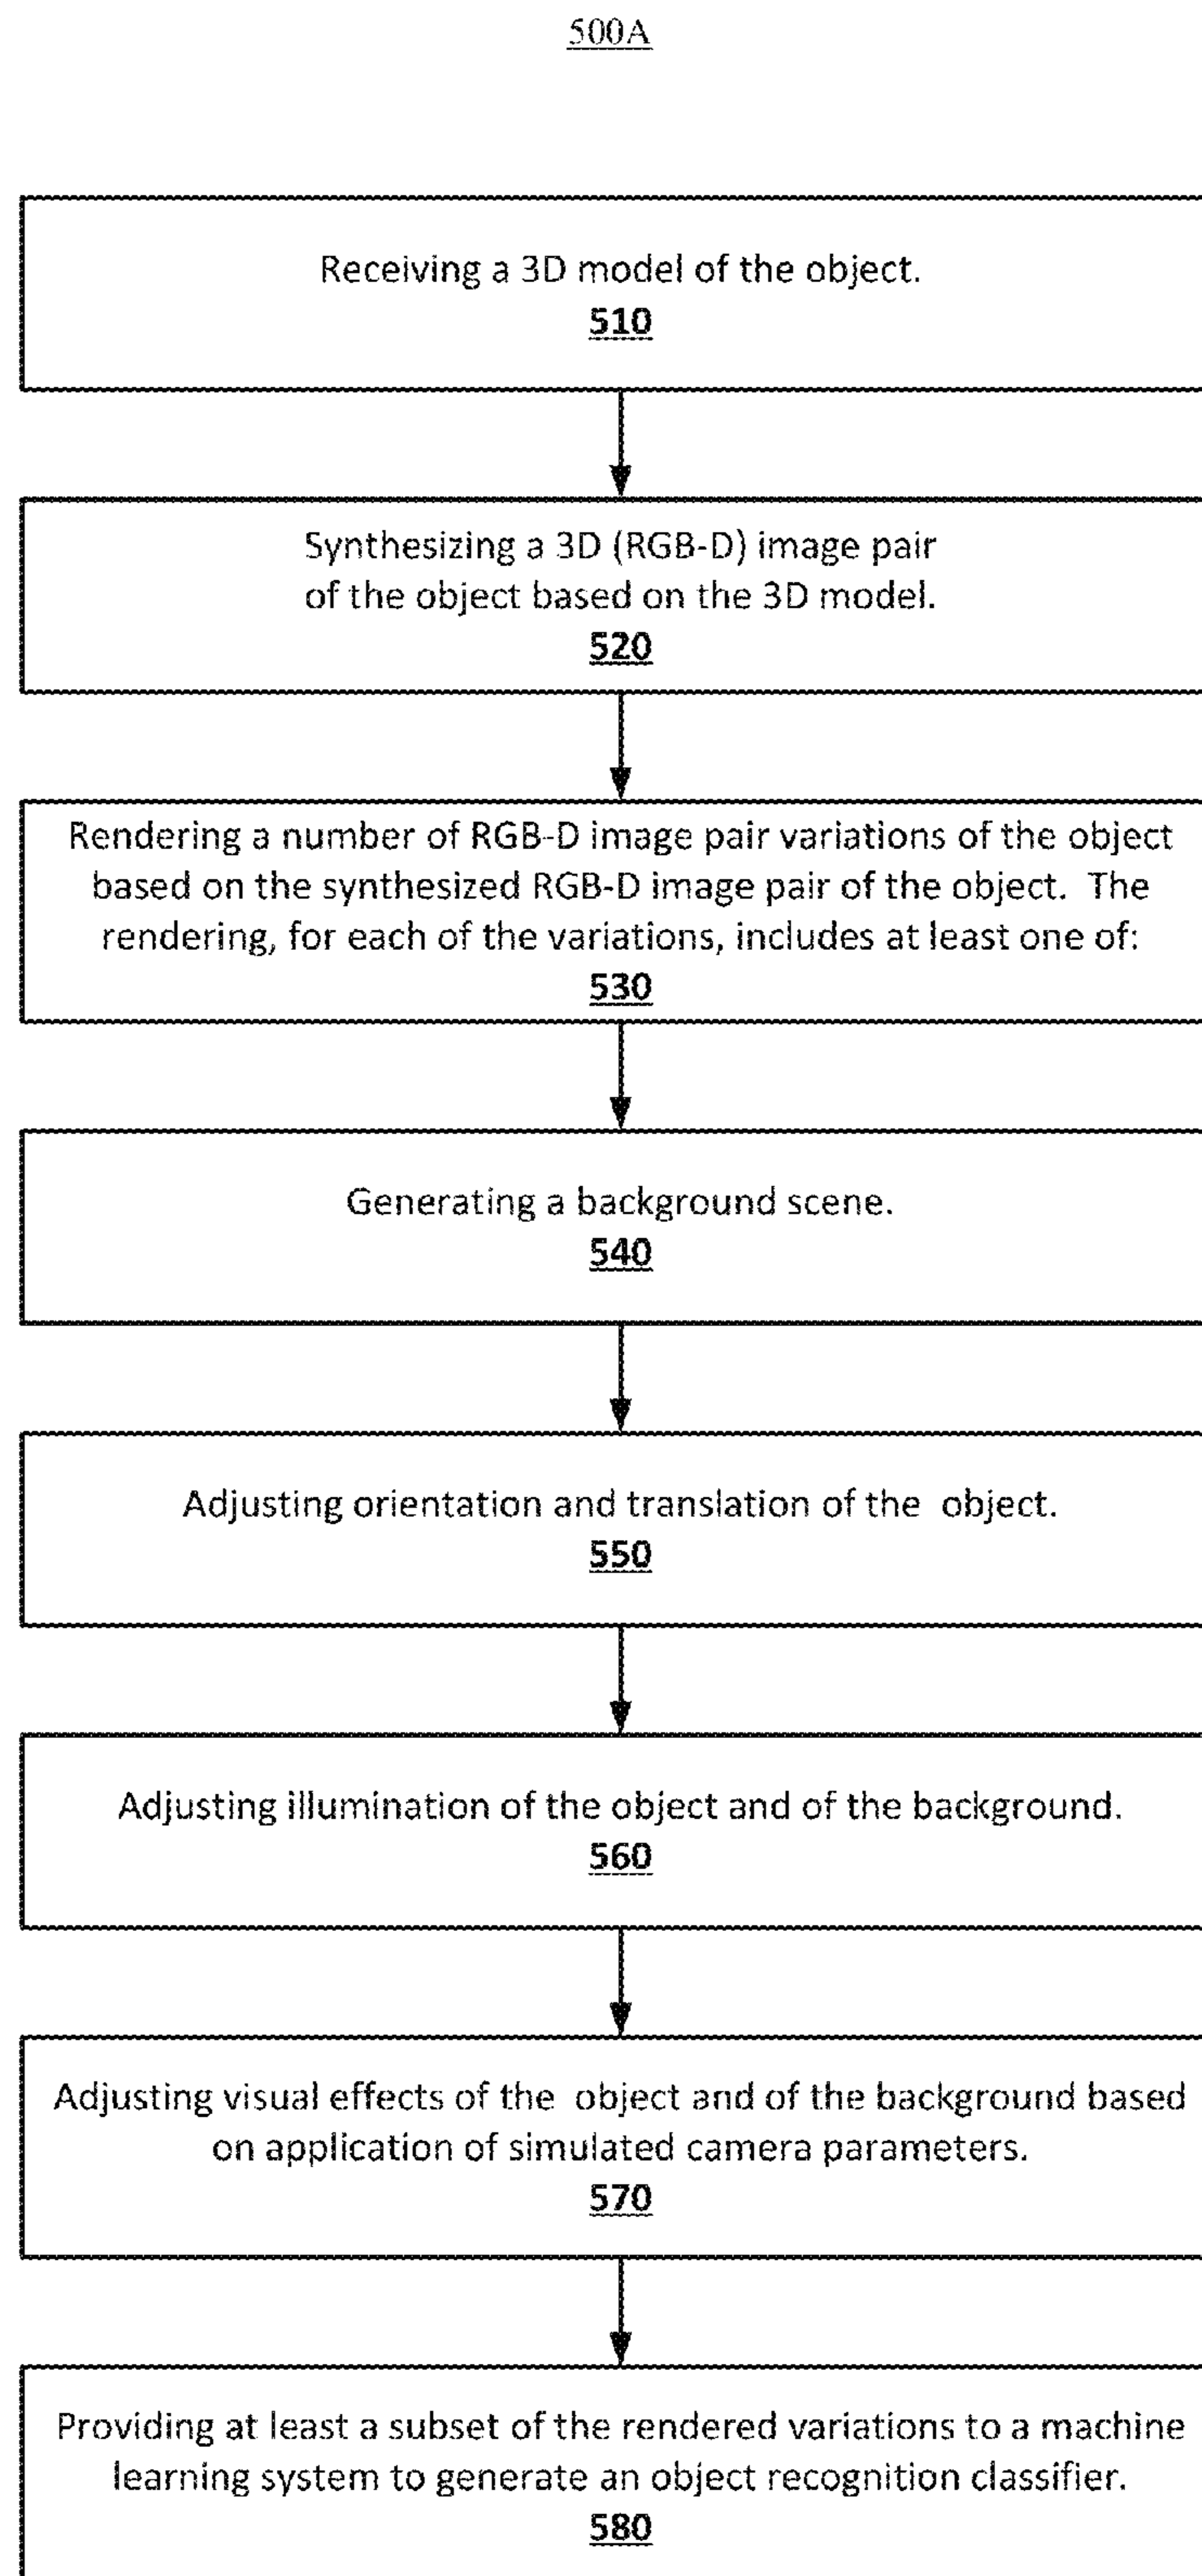 500A
Receiving a 3D model of the object.
510
Synthesizing a 3D (RGB-D) image pair
of the object based on the 3D model.
520
Rendering a number of RGB-D image pair variations of the object
based on the synthesized RGB-D image pair of the object. The
rendering, for each of the variations, includes at least one of:
530
Generating a background scene.
540
Adjusting orientation and translation of the object.
550
Adjusting illumination of the object and of the background.
560
Adjusting visual effects of the object and of the background based
on application of simulated camera parameters.
570
Providing at least a subset of the rendered variations to a machine
learning system to generate an object recognition classifier.
580